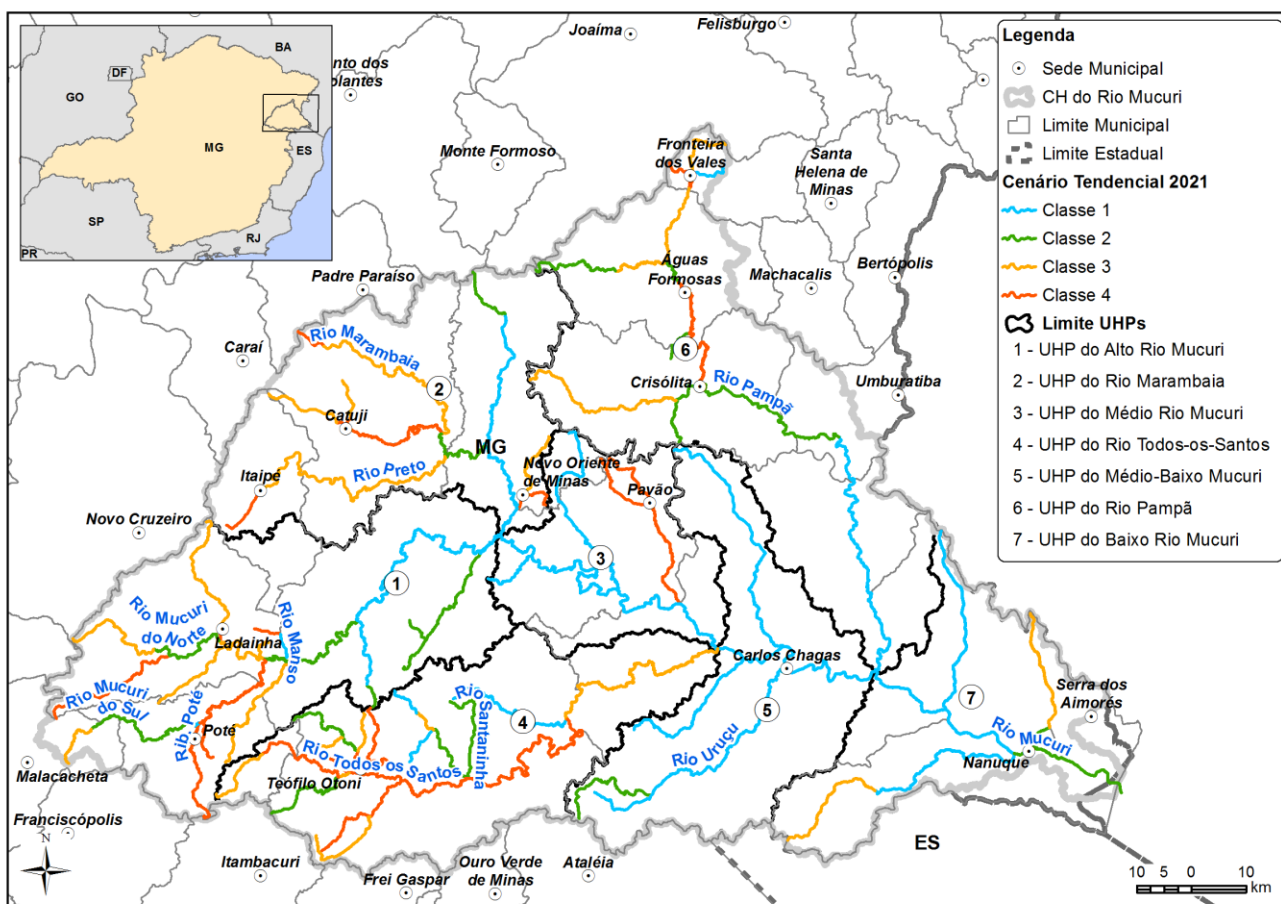 BA
DF
GO
MG
ES
SP
RJ
PR
Joaíma
Felisburgo
nto dos
olantes
Monte Formoso
Fronteira
dos Vales
Santa
Helena de
Minas
Padre Paraíso
Águas
Formosas
Machacalis
Bertópolis
Rio Marambaia
Caraí
2
6
Crisólita
Rio Pampã
Umburatiba
Catuji
MG
Rio Preto
Novo Oriente
de Minas
Itaipé
Pavão
Novo Cruzeiro
1
3
Rio Mucuri
do Norte
Ladainha
Rio Manso
Carlos Chagas
Rio Mucuri
do Sul
Rib. Poté
Poté
Rio Santaninha
4
5
7
Serra dos
Aimorés
Rio Uruçu
Rio Mucuri
Nanuque
Rio Todos os Santos
Malacacheta
Teófilo Otoni
Franciscópolis
Itambacuri
Frei Gaspar
Ouro Verde
de Minas
Ataléia
ES
N
10 5 0 10
km
Legenda
Sede Municipal
CH do Rio Mucuri
Limite Municipal
Limite Estadual
Cenário Tendencial 2021
Classe 1
Classe 2
Classe 3
Classe 4
Limite UHPs
1 - UHP do Alto Rio Mucuri
2 - UHP do Rio Marambaia
3 - UHP do Médio Rio Mucuri
4 - UHP do Rio Todos-os-Santos
5 - UHP do Médio-Baixo Mucuri
6 - UHP do Rio Pampã
7 - UHP do Baixo Rio Mucuri